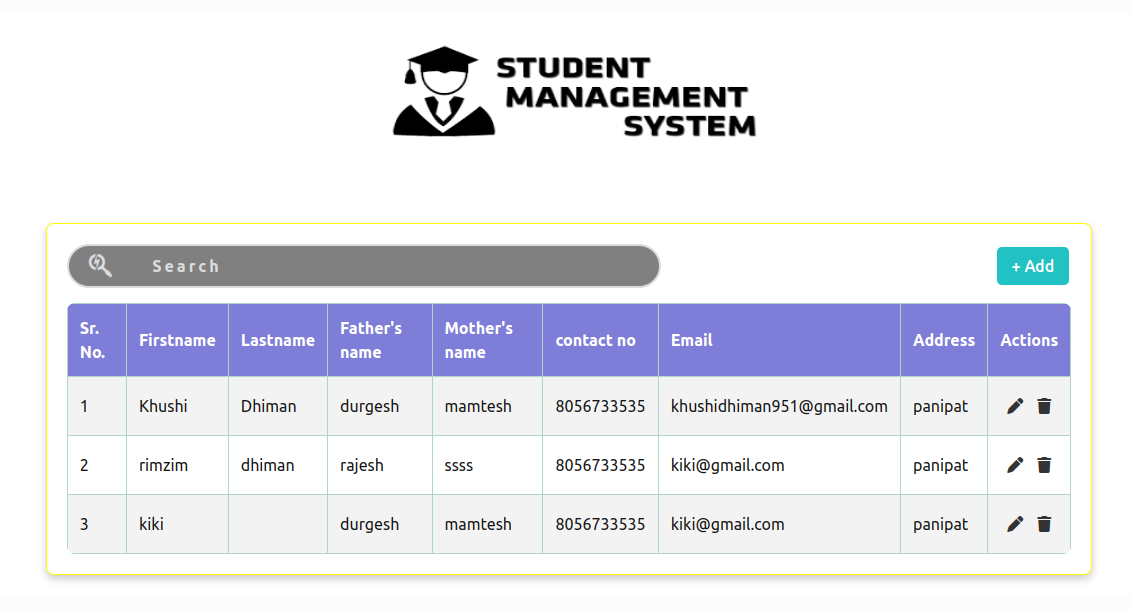 STUDENT
MANAGEMENT
SYSTEM
Search
+ Add
Sr. No. Firstname Lastname Father's name Mother's name contact no Email Address Actions
1 Khushi Dhiman durgesh mamtesh 8056733535 khushidhiman951@gmail.com panipat
2 rimzim dhiman rajesh ssss 8056733535 kiki@gmail.com panipat
3 kiki durgesh mamtesh 8056733535 kiki@gmail.com panipat